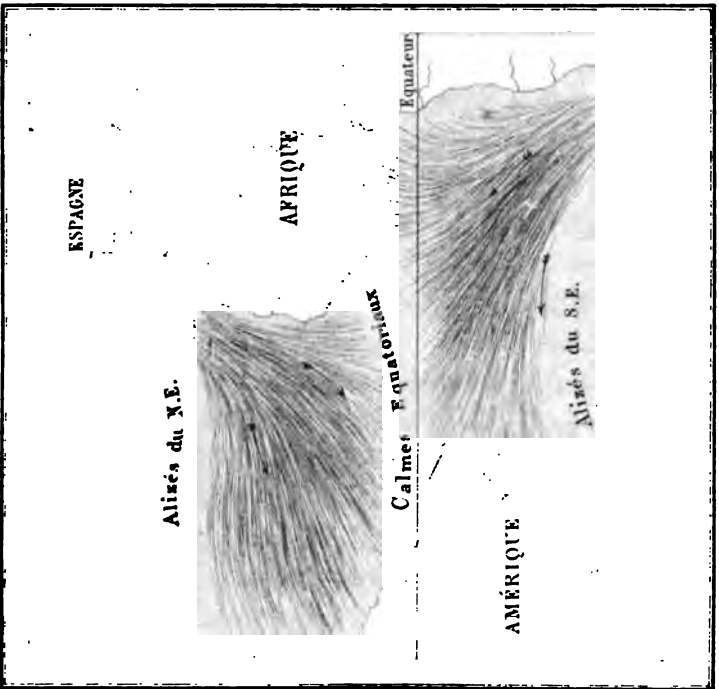 ESPAGNE
AFRIQUE
Equateur
Alizés du N.E.
Calmes Equatoriaux
Alizés du S.E.
AMÉRIQUE